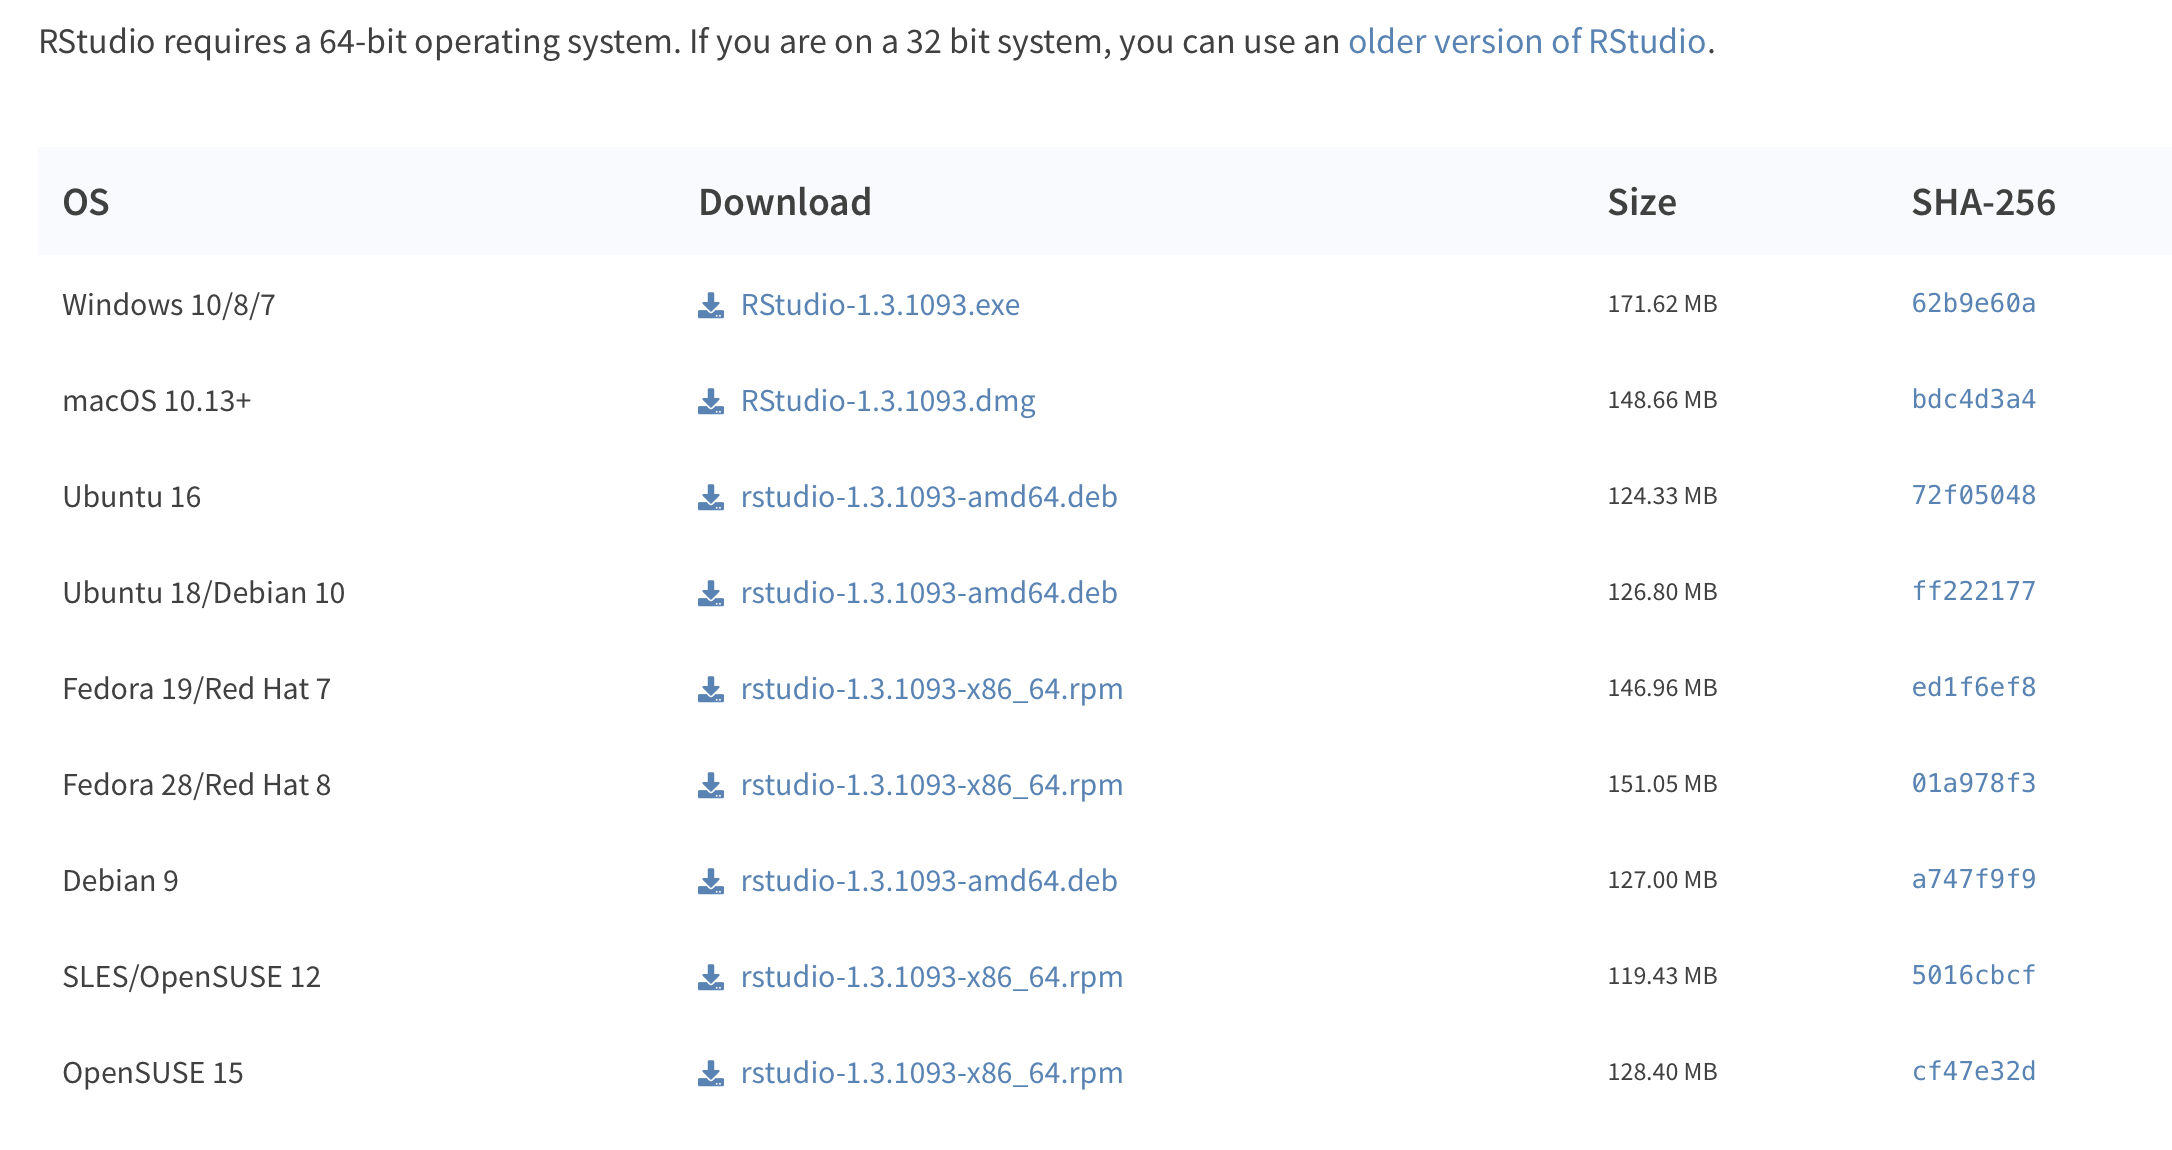 RStudio requires a 64-bit operating system. If you are on a 32 bit system, you can use an older version of RStudio.
OS Download Size SHA-256
Windows 10/8/7 RStudio-1.3.1093.exe 171.62 MB 62b9e60a
macOS 10.13+ RStudio-1.3.1093.dmg 148.66 MB bdc4d3a4
Ubuntu 16 rstudio-1.3.1093-amd64.deb 124.33 MB 72f05048
Ubuntu 18/Debian 10 rstudio-1.3.1093-amd64.deb 126.80 MB ff222177
Fedora 19/Red Hat 7 rstudio-1.3.1093-x86_64.rpm 146.96 MB ed1f6ef8
Fedora 28/Red Hat 8 rstudio-1.3.1093-x86_64.rpm 151.05 MB 01a978f3
Debian 9 rstudio-1.3.1093-amd64.deb 127.00 MB a747f9f9
SLES/OpenSUSE 12 rstudio-1.3.1093-x86_64.rpm 119.43 MB 5016cbcf
OpenSUSE 15 rstudio-1.3.1093-x86_64.rpm 128.40 MB cf47e32d